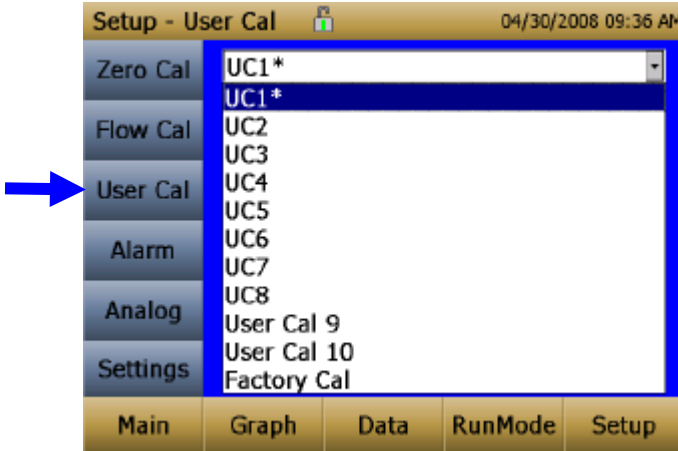 Setup - User Cal 04/30/2008 09:36 AM
Zero Cal
Flow Cal
User Cal
Alarm
Analog
Settings
UC1*
UC1*
UC2
UC3
UC4
UC5
UC6
UC7
UC8
User Cal 9
User Cal 10
Factory Cal
Main Graph Data RunMode Setup